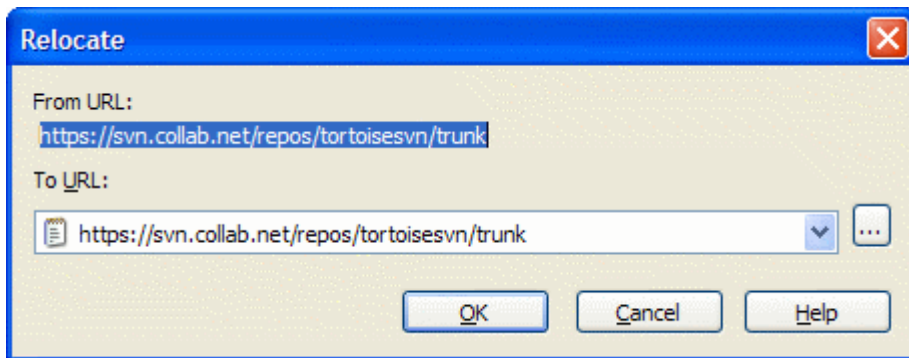 Relocate
From URL:
https://svn.collab.net/repos/tortoisesvn/trunk
To URL:
https://svn.collab.net/repos/tortoisesvn/trunk
...
OK
Cancel
Help